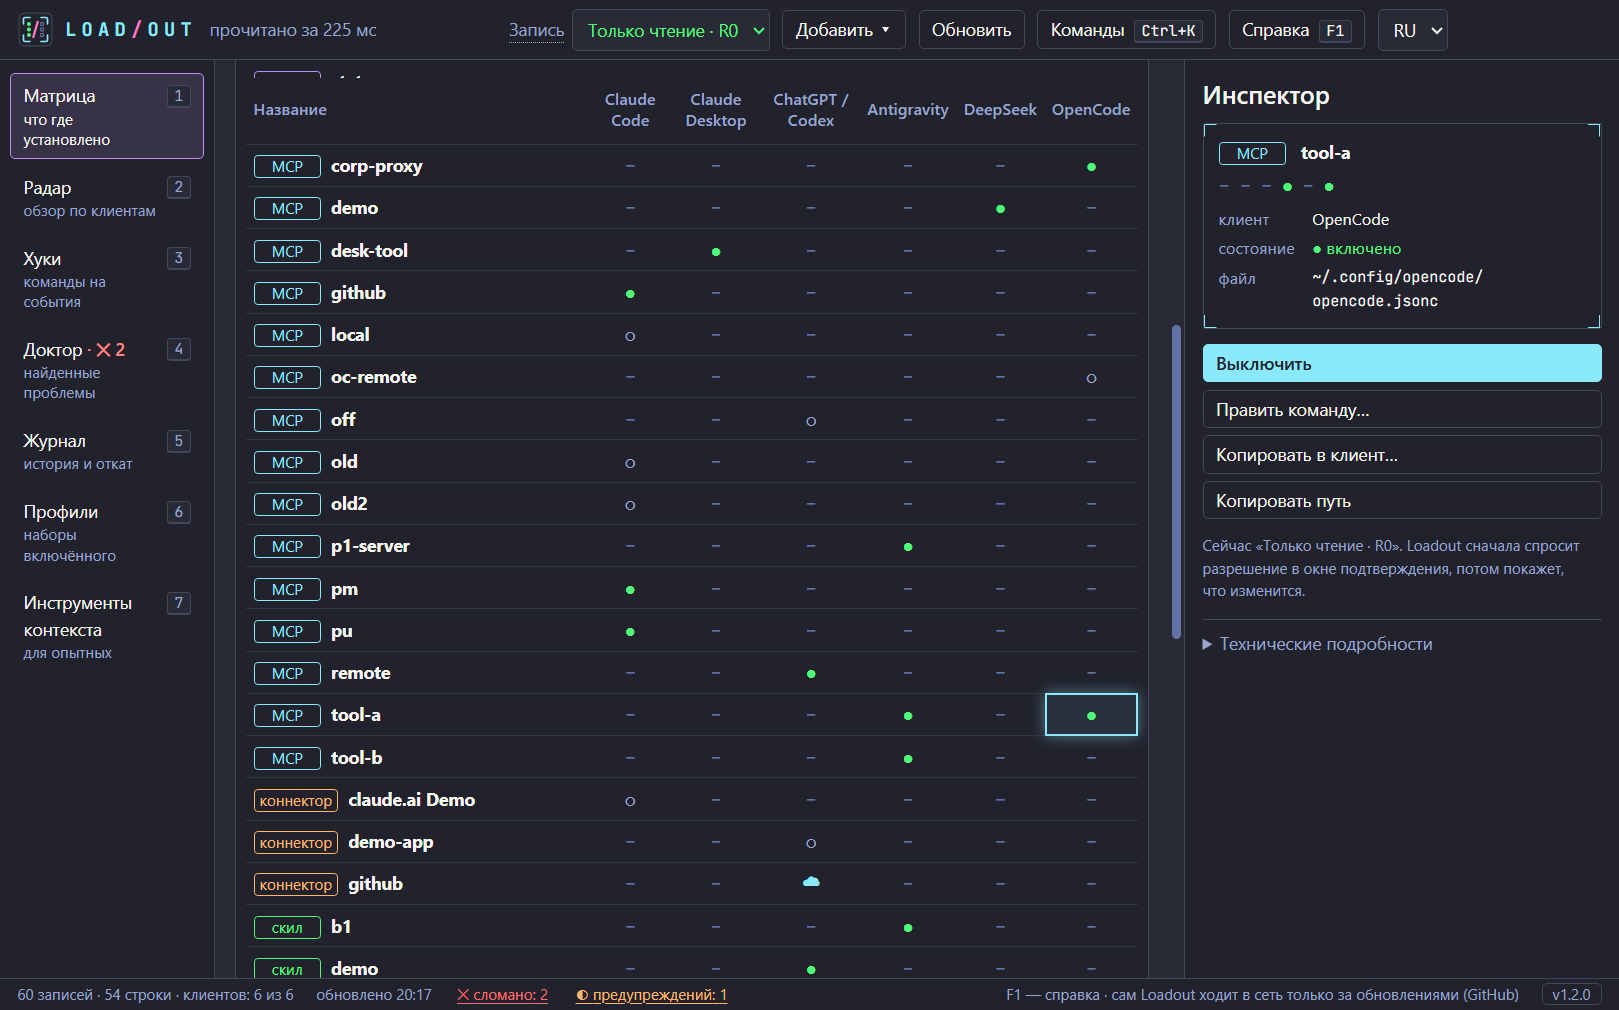 LOAD/OUT прочитано за 225 мс Запись Только чтение · R0 Добавить ▾ Обновить Команды Ctrl+K Справка F1 RU
Матрица 1
что где
установлено
Радар 2
обзор по клиентам
Хуки 3
команды на
события
Доктор · ✕ 2 4
найденные
проблемы
Журнал 5
история и откат
Профили 6
наборы
включённого
Инструменты 7
контекста
для опытных
Название Claude Code Claude Desktop ChatGPT / Codex Antigravity DeepSeek OpenCode
MCP corp-proxy – – – – – ●
MCP demo – – – – ● –
MCP desk-tool – ● – – – –
MCP github ● – – – – –
MCP local ○ – – – – –
MCP oc-remote – – – – – ○
MCP off – – ○ – – –
MCP old ○ – – – – –
MCP old2 ○ – – – – –
MCP p1-server – – – ● – –
MCP pm ● – – – – –
MCP pu ● – – – – –
MCP remote – – ● – – –
MCP tool-a – – – ● – ●
MCP tool-b – – – ● – –
коннектор claude.ai Demo ○ – – – – –
коннектор demo-app – – ○ – – –
коннектор github – – ☁ – – –
скил b1 – – – ● – –
скил demo – – ● – – –
Инспектор
MCP tool-a
– – – ● – ●
клиент OpenCode
состояние ● включено
файл ~/.config/opencode/
opencode.jsonc
Выключить
Править команду...
Копировать в клиент...
Копировать путь
Сейчас «Только чтение · R0». Loadout сначала спросит
разрешение в окне подтверждения, потом покажет,
что изменится.
▶ Технические подробности
60 записей · 54 строки · клиентов: 6 из 6 обновлено 20:17 ✕ сломано: 2 ◐ предупреждений: 1 F1 — справка · сам Loadout ходит в сеть только за обновлениями (GitHub) v1.2.0